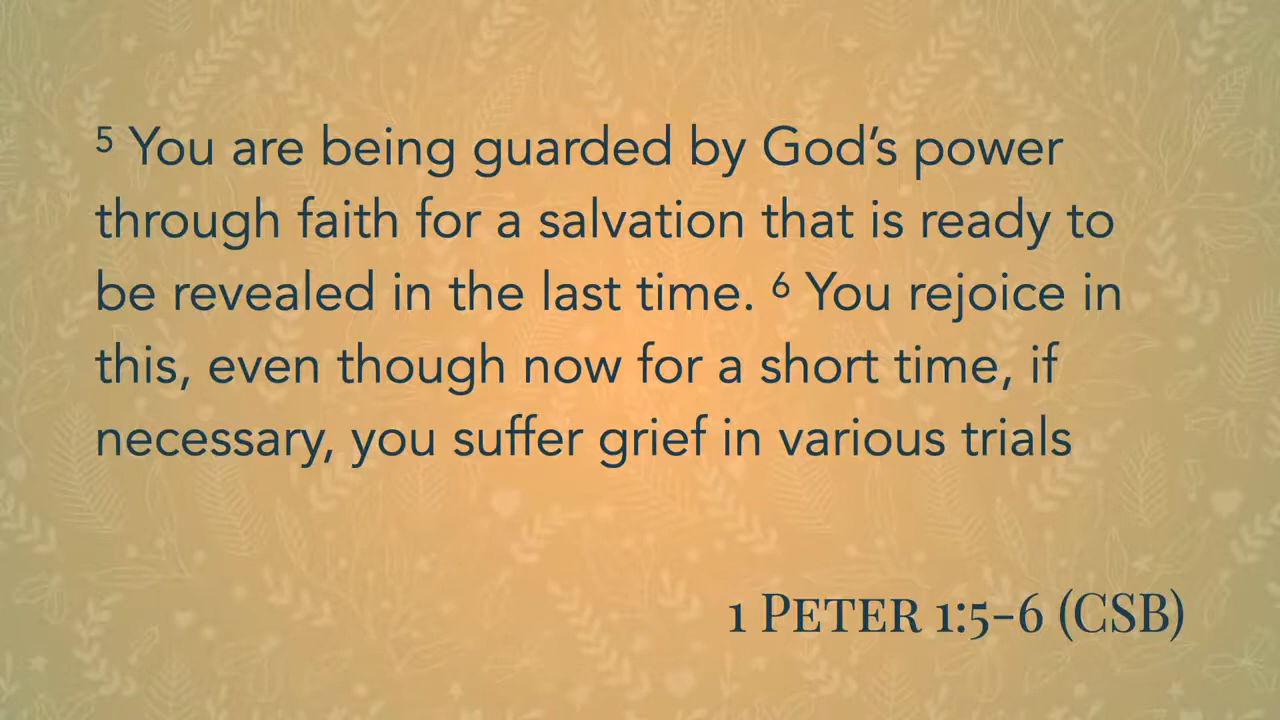 ⁵ You are being guarded by God’s power
through faith for a salvation that is ready to
be revealed in the last time. ⁶ You rejoice in
this, even though now for a short time, if
necessary, you suffer grief in various trials
1 Peter 1:5-6 (CSB)